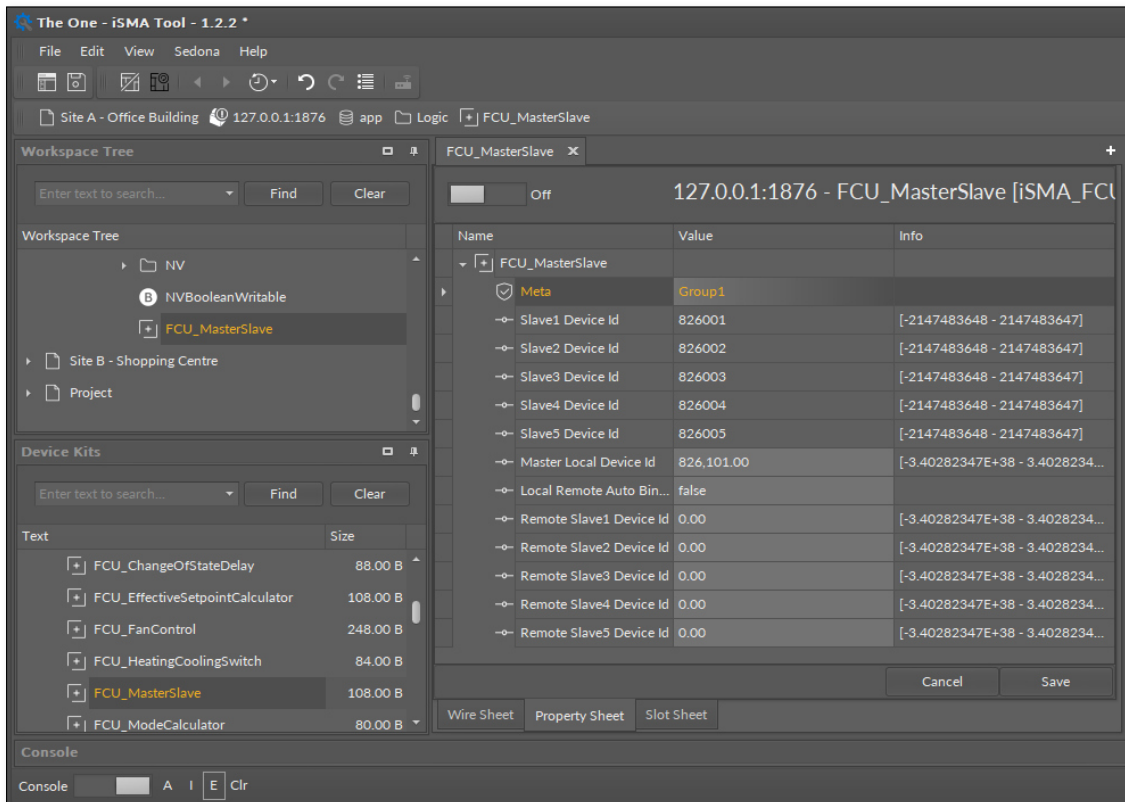 The One - iSMA Tool - 1.2.2 *
File Edit View Sedona Help
Site A - Office Building 127.0.0.1:1876 app Logic FCU_MasterSlave
Workspace Tree
Enter text to search... Find Clear
Workspace Tree
NV
B NVBooleanWritable
FCU_MasterSlave
Site B - Shopping Centre
Project
Device Kits
Enter text to search... Find Clear
Text Size
FCU_ChangeOfStateDelay 88.00 B
FCU_EffectiveSetpointCalculator 108.00 B
FCU_FanControl 248.00 B
FCU_HeatingCoolingSwitch 84.00 B
FCU_MasterSlave 108.00 B
FCU_ModeCalculator 80.00 B
FCU_MasterSlave
Off 127.0.0.1:1876 - FCU_MasterSlave [iSMA_FCU
Name Value Info
FCU_MasterSlave
Meta Group1
Slave1 Device Id 826001 [-2147483648 - 2147483647]
Slave2 Device Id 826002 [-2147483648 - 2147483647]
Slave3 Device Id 826003 [-2147483648 - 2147483647]
Slave4 Device Id 826004 [-2147483648 - 2147483647]
Slave5 Device Id 826005 [-2147483648 - 2147483647]
Master Local Device Id 826,101.00 [-3.40282347E+38 - 3.4028234...
Local Remote Auto Bin... false
Remote Slave1 Device Id 0.00 [-3.40282347E+38 - 3.4028234...
Remote Slave2 Device Id 0.00 [-3.40282347E+38 - 3.4028234...
Remote Slave3 Device Id 0.00 [-3.40282347E+38 - 3.4028234...
Remote Slave4 Device Id 0.00 [-3.40282347E+38 - 3.4028234...
Remote Slave5 Device Id 0.00 [-3.40282347E+38 - 3.4028234...
Cancel Save
Wire Sheet Property Sheet Slot Sheet
Console
Console A I E Clr